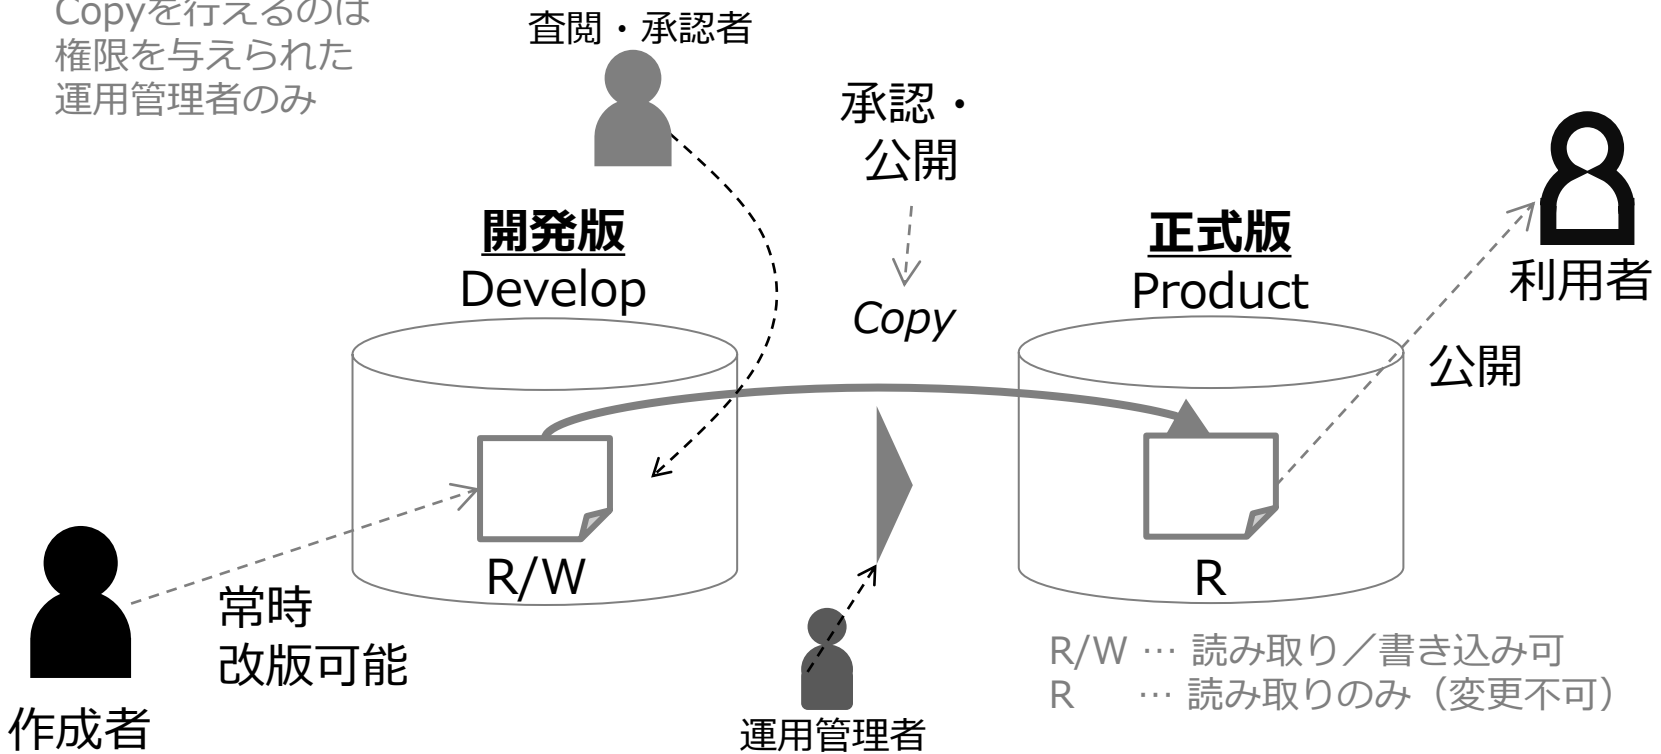 Copyを行えるのは
権限を与えられた
運用管理者のみ
査閲・承認者
承認・
公開
開発版
Develop
正式版
Product
利用者
Copy
公開
R/W
R
常時
改版可能
作成者
運用管理者
R/W … 読み取り／書き込み可
R … 読み取りのみ（変更不可）